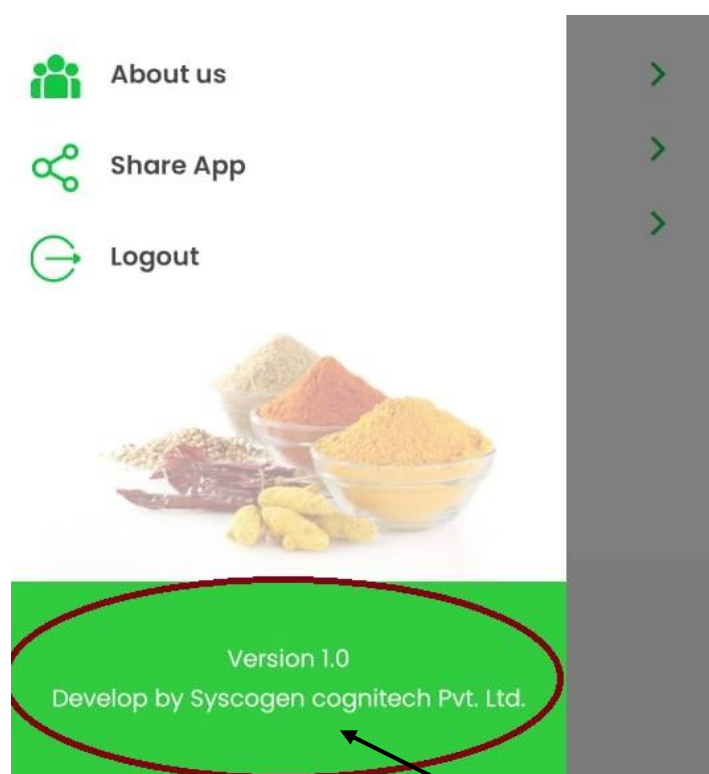 About us
Share App
Logout
Version 1.0
Develop by Syscogen cognitech Pvt. Ltd.